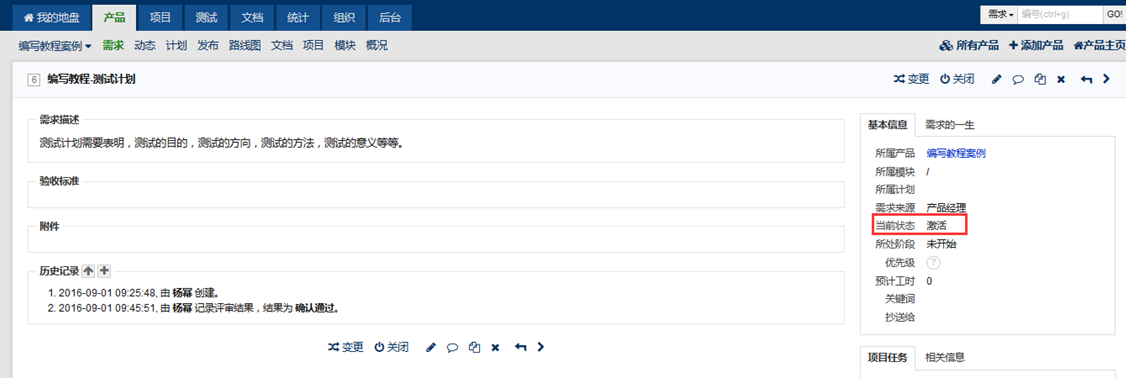 我的地盘 产品 项目 测试 文档 统计 组织 后台 需求 编号(ctrl+g) GO!
编写教程案例 需求 动态 计划 发布 路线图 文档 项目 模块 概况 所有产品 添加产品 产品主页
6 编写教程.测试计划 变更 关闭
需求描述
测试计划需要表明，测试的目的，测试的方向，测试的方法，测试的意义等等。
验收标准
附件
历史记录
1. 2016-09-01 09:25:48, 由 杨幂 创建。
2. 2016-09-01 09:45:51, 由 杨幂 记录评审结果，结果为 确认通过。
变更 关闭
基本信息 需求的一生
所属产品 编写教程案例
所属模块 /
所属计划
需求来源 产品经理
当前状态 激活
所处阶段 未开始
优先级 ?
预计工时 0
关键词
抄送给
项目任务 相关信息